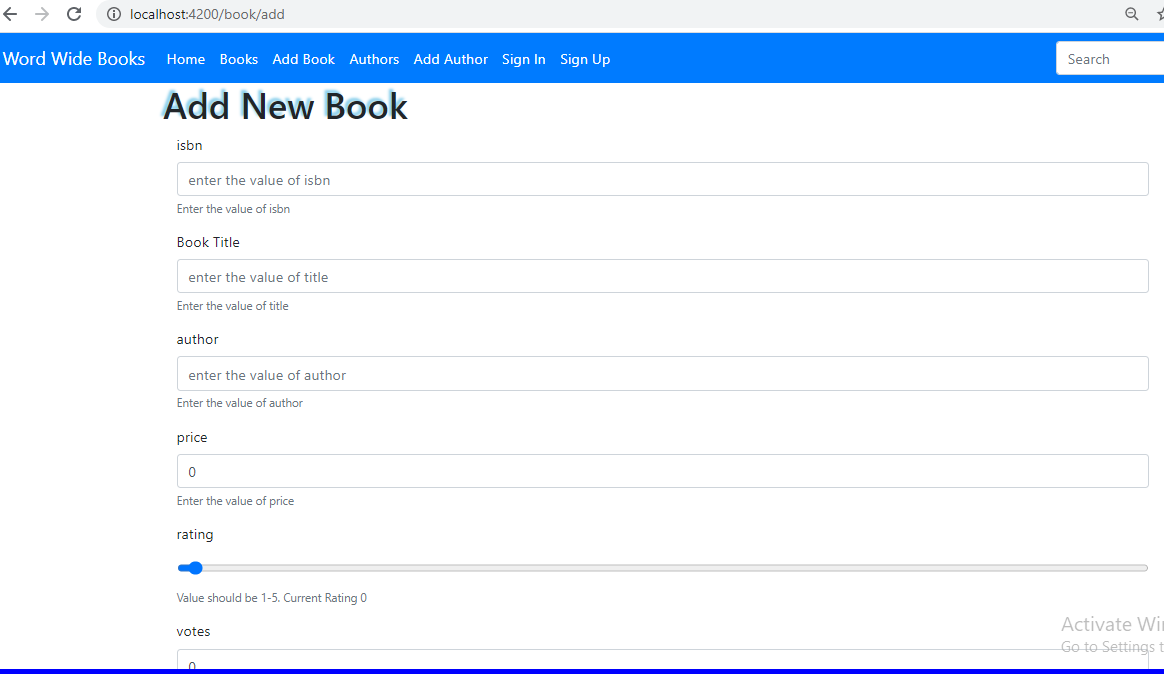 localhost:4200/book/add
Word Wide Books Home Books Add Book Authors Add Author Sign In Sign Up Search
Add New Book
isbn
enter the value of isbn
Enter the value of isbn
Book Title
enter the value of title
Enter the value of title
author
enter the value of author
Enter the value of author
price
0
Enter the value of price
rating
Value should be 1-5. Current Rating 0
Activate Wi
votes
Go to Settings t
0